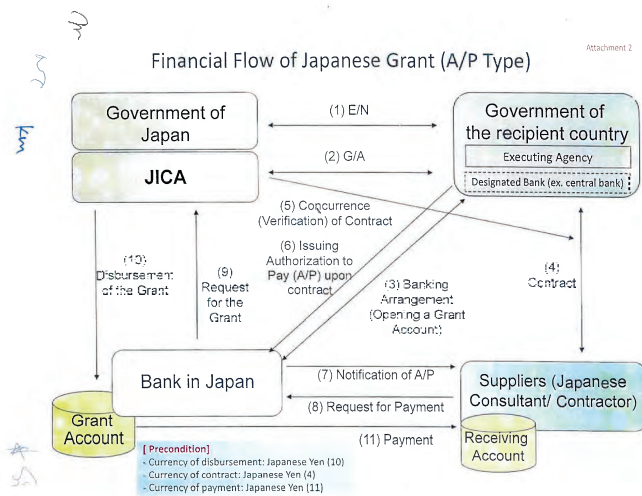 Attachment 2
Financial Flow of Japanese Grant (A/P Type)
Government of
Japan
JICA
(1) E/N
(2) G/A
Government of
the recipient country
Executing Agency
Designated Bank (ex. central bank)
(5) Concurrence
(Verification) of Contract
(6) Issuing
Authorization to
Pay (A/P) upon
contract
(10)
Disbursement
of the Grant
(9)
Request
for the
Grant
(3) Banking
Arrangement
(Opening a Grant
Account)
(4)
Contract
Bank in Japan
(7) Notification of A/P
(8) Request for Payment
Suppliers (Japanese
Consultant/ Contractor)
Grant
Account
(11) Payment
Receiving
Account
[ Precondition]
- Currency of disbursement: Japanese Yen (10)
- Currency of contract: Japanese Yen (4)
- Currency of payment: Japanese Yen (11)